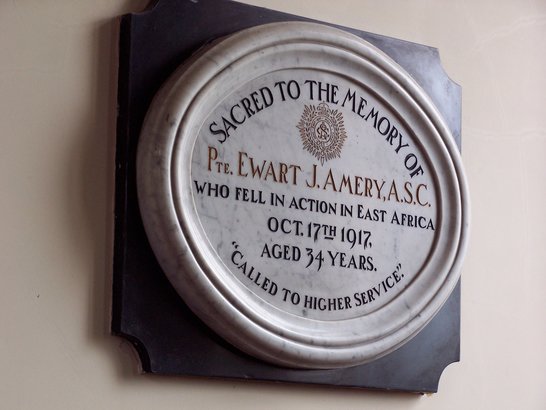 SACRED TO THE MEMORY OF
PTE. EWART J. AMERY, A.S.C.
WHO FELL IN ACTION IN EAST AFRICA
OCT. 17TH 1917,
AGED 34 YEARS.
"CALLED TO HIGHER SERVICE."